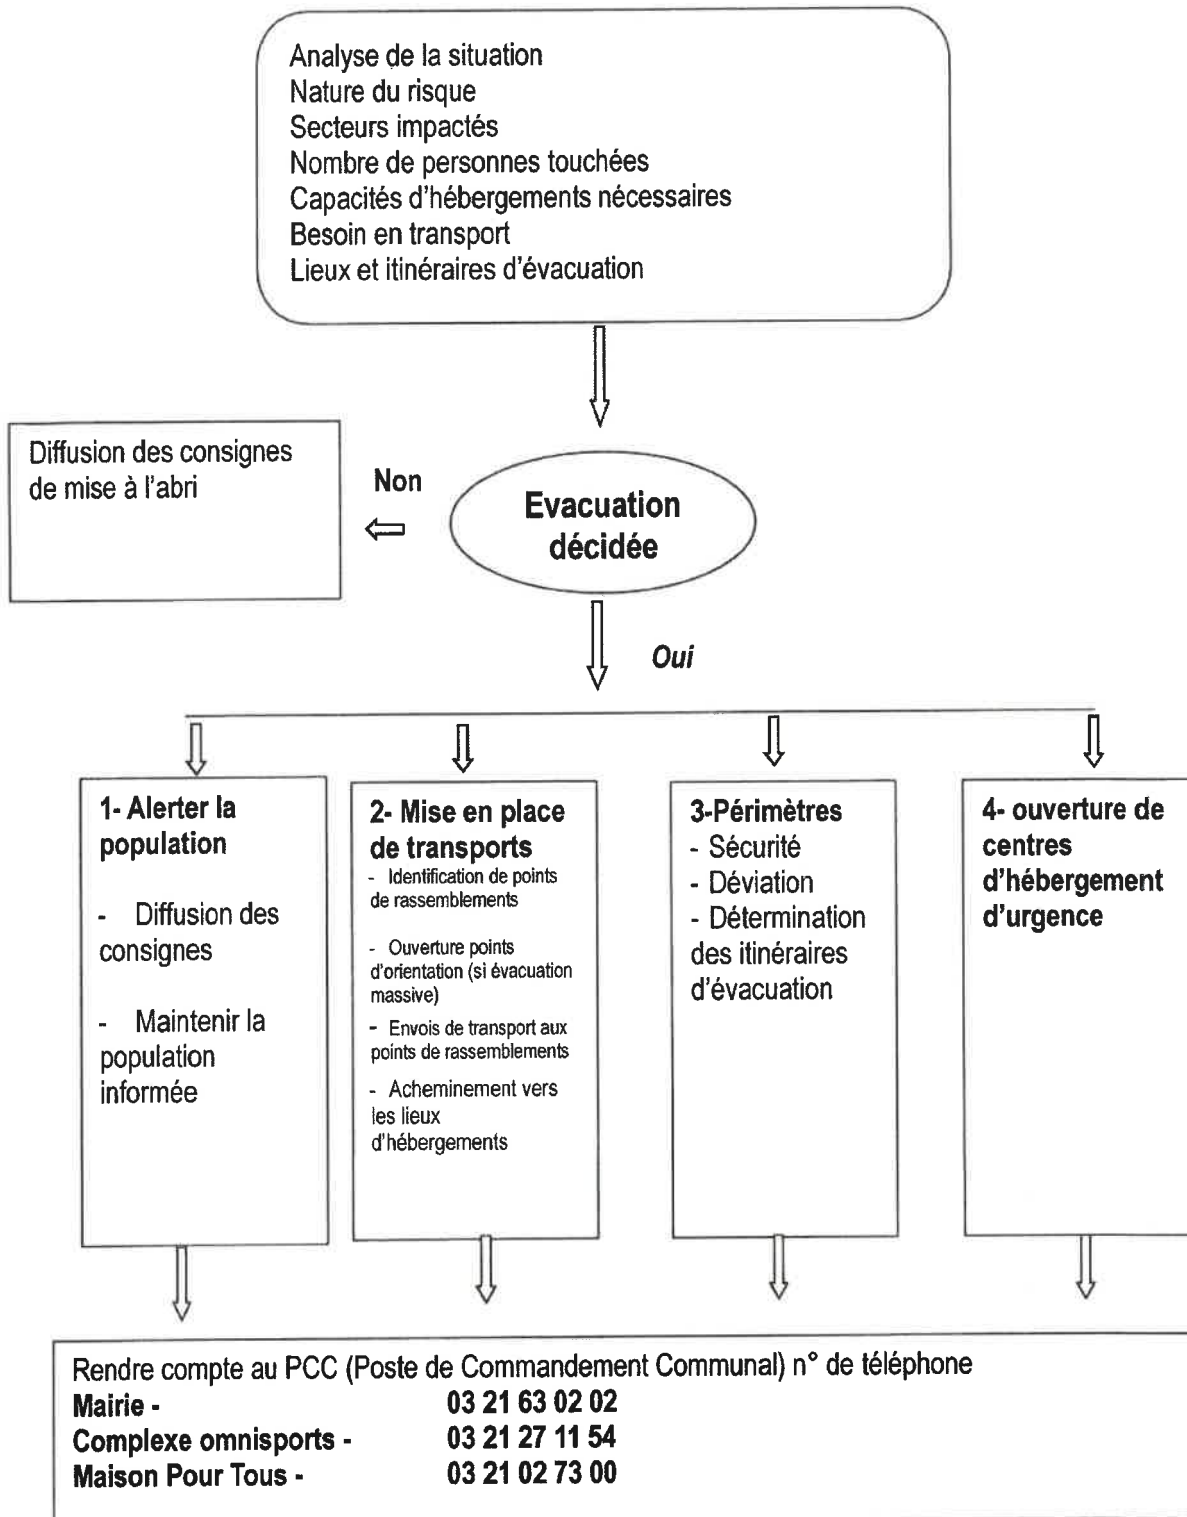 Analyse de la situation
Nature du risque
Secteurs impactés
Nombre de personnes touchées
Capacités d'hébergements nécessaires
Besoin en transport
Lieux et itinéraires d'évacuation
Diffusion des consignes
de mise à l'abri
Non
Evacuation
décidée
Oui
1- Alerter la
population
- Diffusion des
consignes
- Maintenir la
population
informée
2- Mise en place
de transports
- Identification de points
de rassemblements
- Ouverture points
d'orientation (si évacuation
massive)
- Envois de transport aux
points de rassemblements
- Acheminement vers
les lieux
d'hébergements
3-Périmètres
- Sécurité
- Déviation
- Détermination
des itinéraires
d'évacuation
4- ouverture de
centres
d'hébergement
d'urgence
Rendre compte au PCC (Poste de Commandement Communal) n° de téléphone
Mairie - 03 21 63 02 02
Complexe omnisports - 03 21 27 11 54
Maison Pour Tous - 03 21 02 73 00